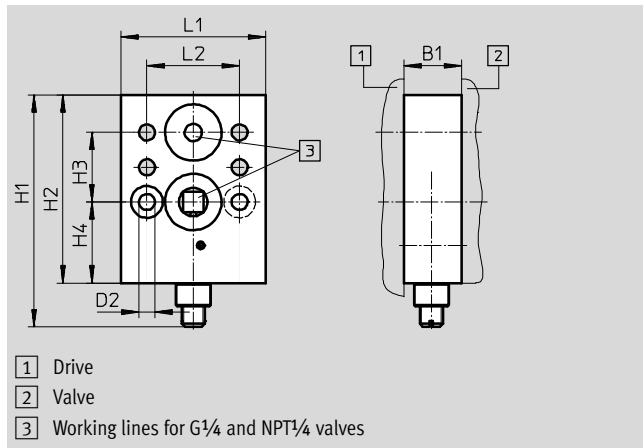 L1
L2
B1
1
2
3
H1
H2
H3
H4
D2
1 Drive
2 Valve
3 Working lines for G¼ and NPT¼ valves